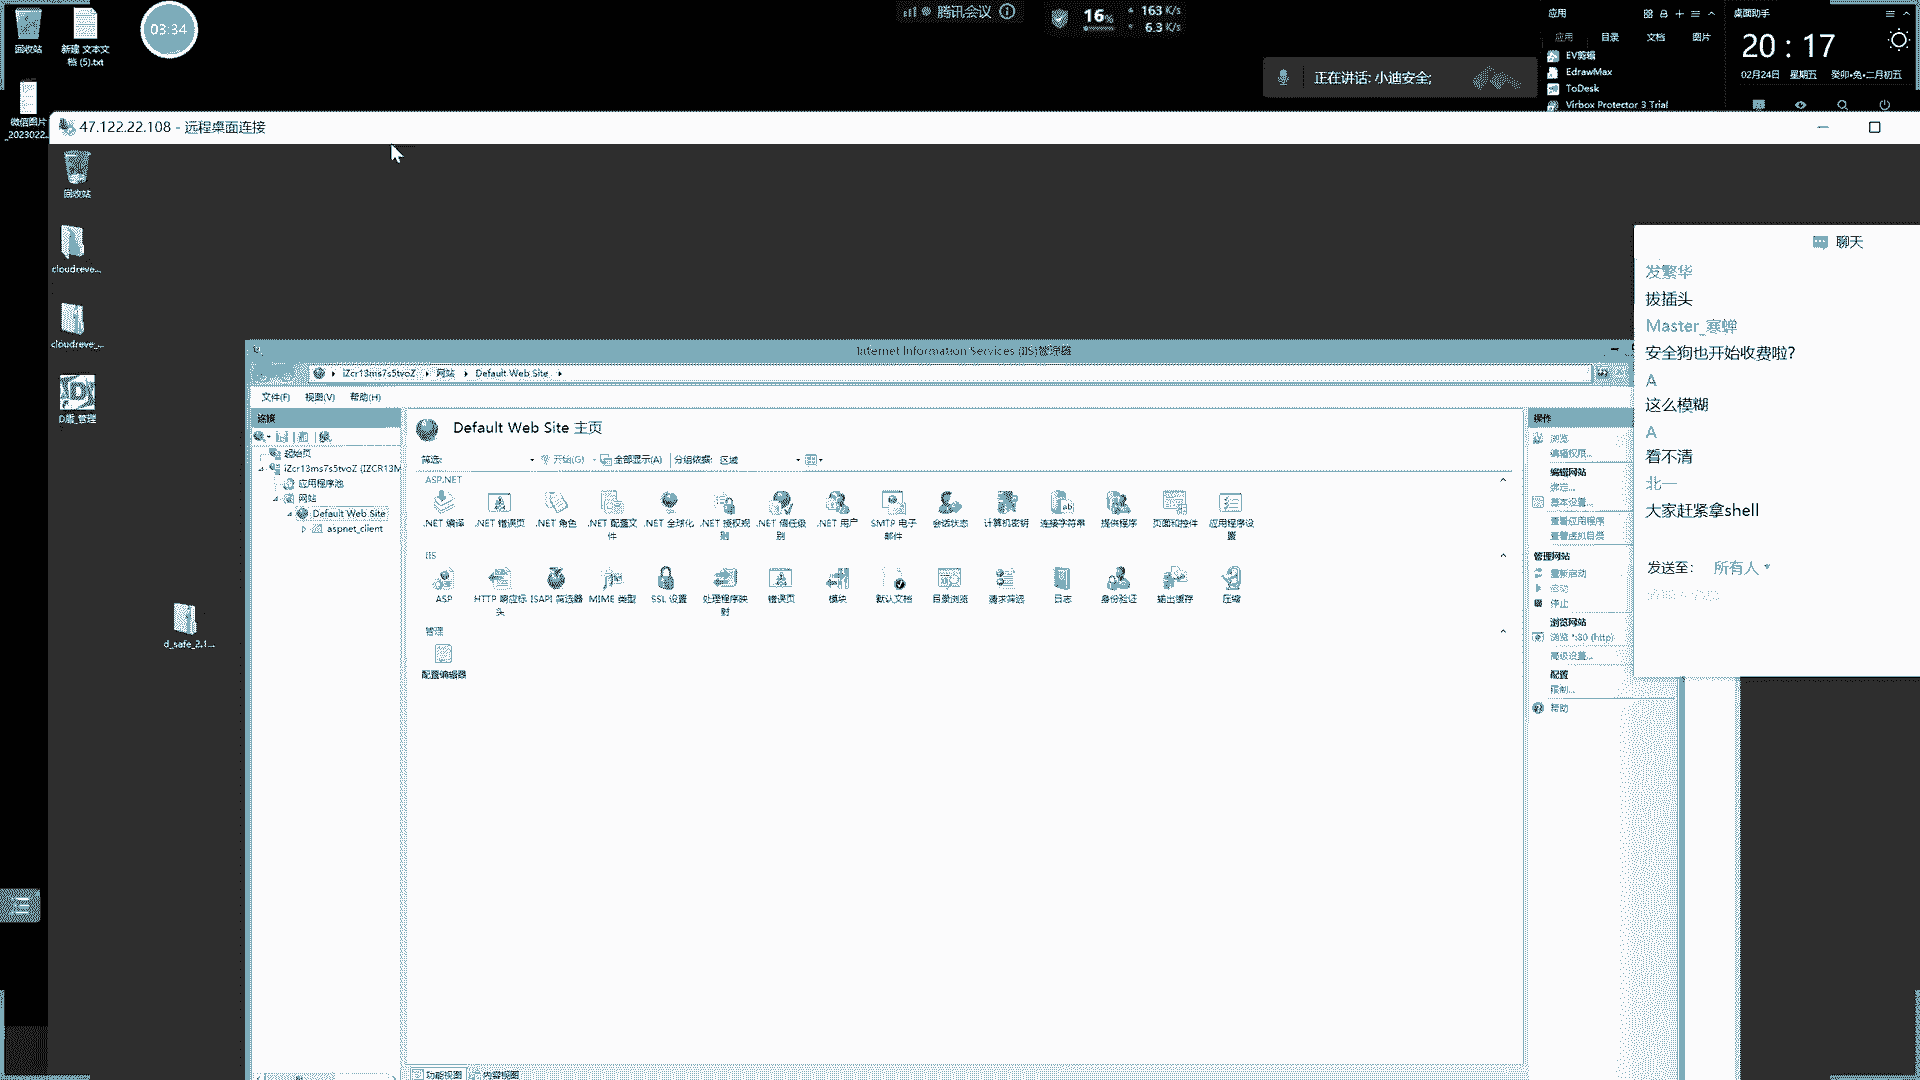 回收站
新建 文本文
档 (5).txt
03:34
腾讯会议
16%
163 K/s
6.3 K/s
正在讲话: 小迪安全;
应用
应用
目录
文档
图片
EV剪辑
EdrawMax
ToDesk
Virbox Protector 3 Trial
桌面助手
20 : 17
02月24日 星期五 癸卯•兔•二月初五
微信图片
_2023022...
47.122.22.108 - 远程桌面连接
回收站
cloudreve...
cloudreve_...
D盾_管理
d_safe_2.1...
Internet Information Services (IIS)管理器
iZcr13ms7s5tvoZ
网站
Default Web Site
文件(F)
视图(V)
帮助(H)
连接
起始页
iZcr13ms7s5tvoZ (IZCR13M
应用程序池
网站
Default Web Site
aspnet_client
Default Web Site 主页
筛选:
开始(G)
全部显示(A)
分组依据:
区域
ASP.NET
.NET 编译
.NET 错误页
.NET 角色
.NET 配置文件
.NET 全球化
.NET 授权规则
.NET 信任级别
.NET 用户
SMTP 电子邮件
会话状态
计算机密钥
连接字符串
提供程序
页面和控件
应用程序设置
IIS
ASP
HTTP 响应标头
ISAPI 筛选器
MIME 类型
SSL 设置
处理程序映射
错误页
模块
默认文档
目录浏览
请求筛选
日志
身份验证
输出缓存
压缩
管理
配置编辑器
功能视图
内容视图
操作
浏览
编辑权限...
编辑网站
绑定...
基本设置...
查看应用程序
查看虚拟目录
管理网站
重新启动
启动
停止
浏览网站
浏览 *:80 (http)
高级设置...
配置
限制...
帮助
聊天
发繁华
拔插头
Master_寒蝉
安全狗也开始收费啦?
A
这么模糊
A
看不清
北一
大家赶紧拿shell
发送至:
所有人